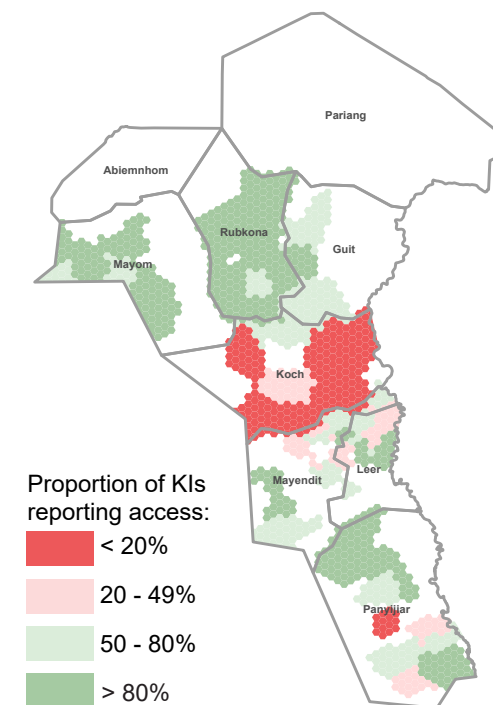 Pariang
Abiemnhom
Rubkona
Guit
Mayom
Koch
Mayendit
Leer
Panyijiar
Proportion of KIs
reporting access:
< 20%
20 - 49%
50 - 80%
> 80%